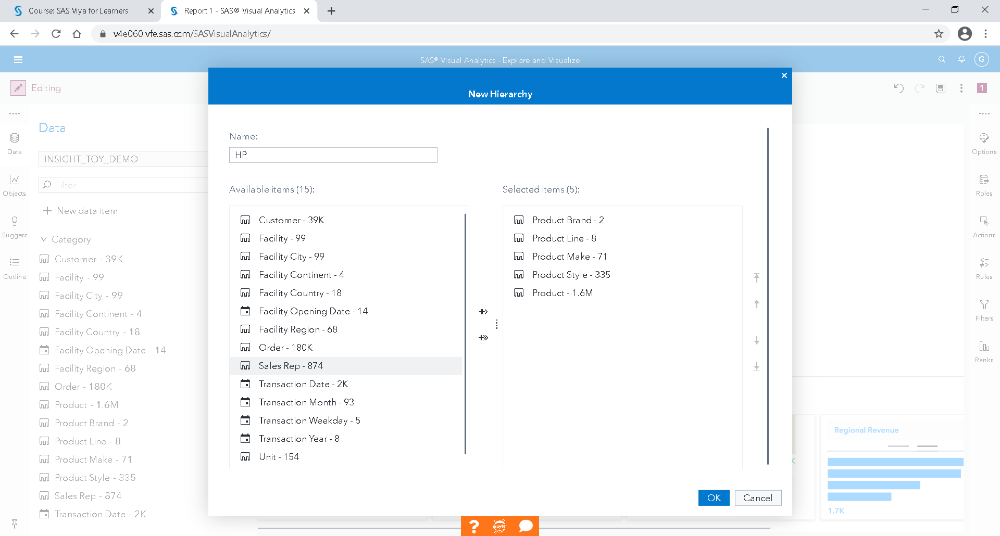 Course: SAS Viya for Learners
Report 1 - SAS® Visual Analytics
v4e060.vfe.sas.com/SASVisualAnalytics/
SAS® Visual Analytics - Explore and Visualize
G
Editing
1
New Hierarchy
Data
Objects
Suggest
Outline
Data
INSIGHT_TOY_DEMO
Filter
New data item
Category
Customer - 39K
Facility - 99
Facility City - 99
Facility Continent - 4
Facility Country - 18
Facility Opening Date - 14
Facility Region - 68
Order - 180K
Product - 1.6M
Product Brand - 2
Product Line - 8
Product Make - 71
Product Style - 335
Sales Rep - 874
Transaction Date - 2K
Name:
HP
Available items (15):
Customer - 39K
Facility - 99
Facility City - 99
Facility Continent - 4
Facility Country - 18
Facility Opening Date - 14
Facility Region - 68
Order - 180K
Sales Rep - 874
Transaction Date - 2K
Transaction Month - 93
Transaction Weekday - 5
Transaction Year - 8
Unit - 154
Selected items (5):
Product Brand - 2
Product Line - 8
Product Make - 71
Product Style - 335
Product - 1.6M
OK
Cancel
Options
Roles
Actions
Rules
Filters
Ranks
K
Regional Revenue
1.7K
?
jupyter